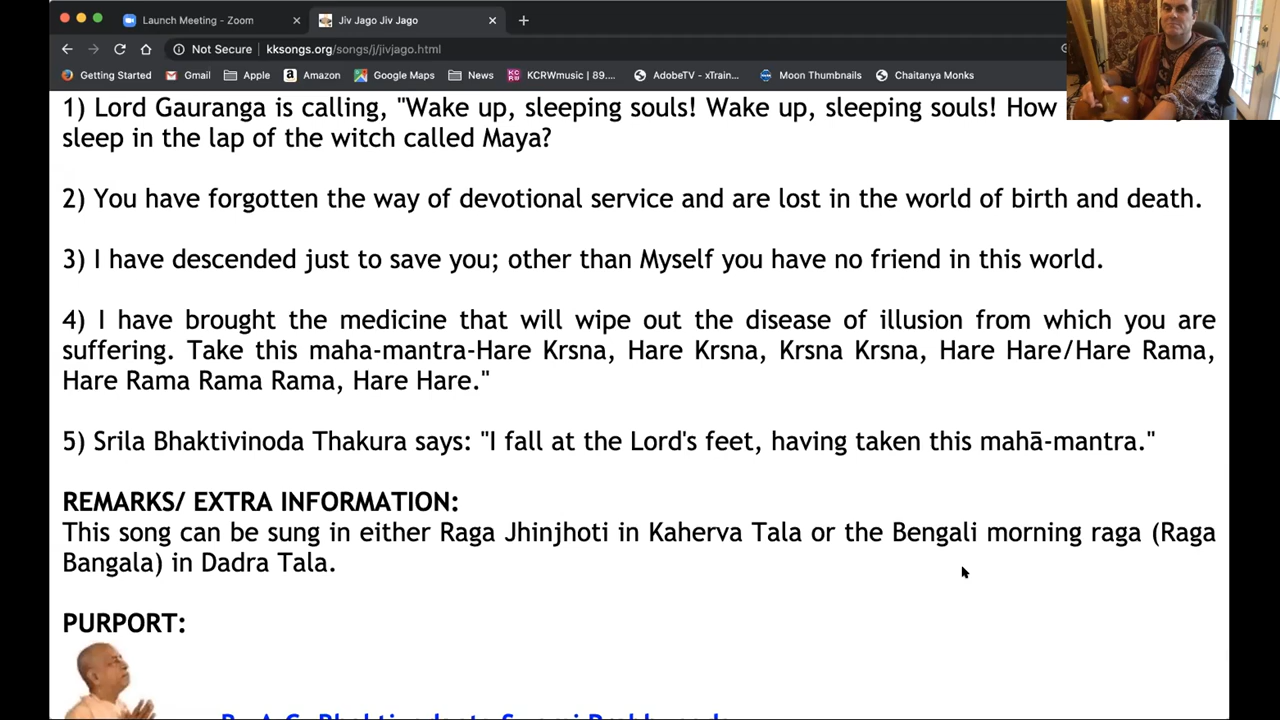 Launch Meeting - Zoom
Jiv Jago Jiv Jago
Not Secure kksongs.org/songs/j/jivjago.html
Getting Started Gmail Apple Amazon Google Maps News KCRWmusic | 89.... AdobeTV - xTrain... Moon Thumbnails Chaitanya Monks
1) Lord Gauranga is calling, "Wake up, sleeping souls! Wake up, sleeping souls! How
sleep in the lap of the witch called Maya?
2) You have forgotten the way of devotional service and are lost in the world of birth and death.
3) I have descended just to save you; other than Myself you have no friend in this world.
4) I have brought the medicine that will wipe out the disease of illusion from which you are
suffering. Take this maha-mantra-Hare Krsna, Hare Krsna, Krsna Krsna, Hare Hare/Hare Rama,
Hare Rama Rama Rama, Hare Hare."
5) Srila Bhaktivinoda Thakura says: "I fall at the Lord's feet, having taken this mahā-mantra."
REMARKS/ EXTRA INFORMATION:
This song can be sung in either Raga Jhinjhoti in Kaherva Tala or the Bengali morning raga (Raga
Bangala) in Dadra Tala.
PURPORT: